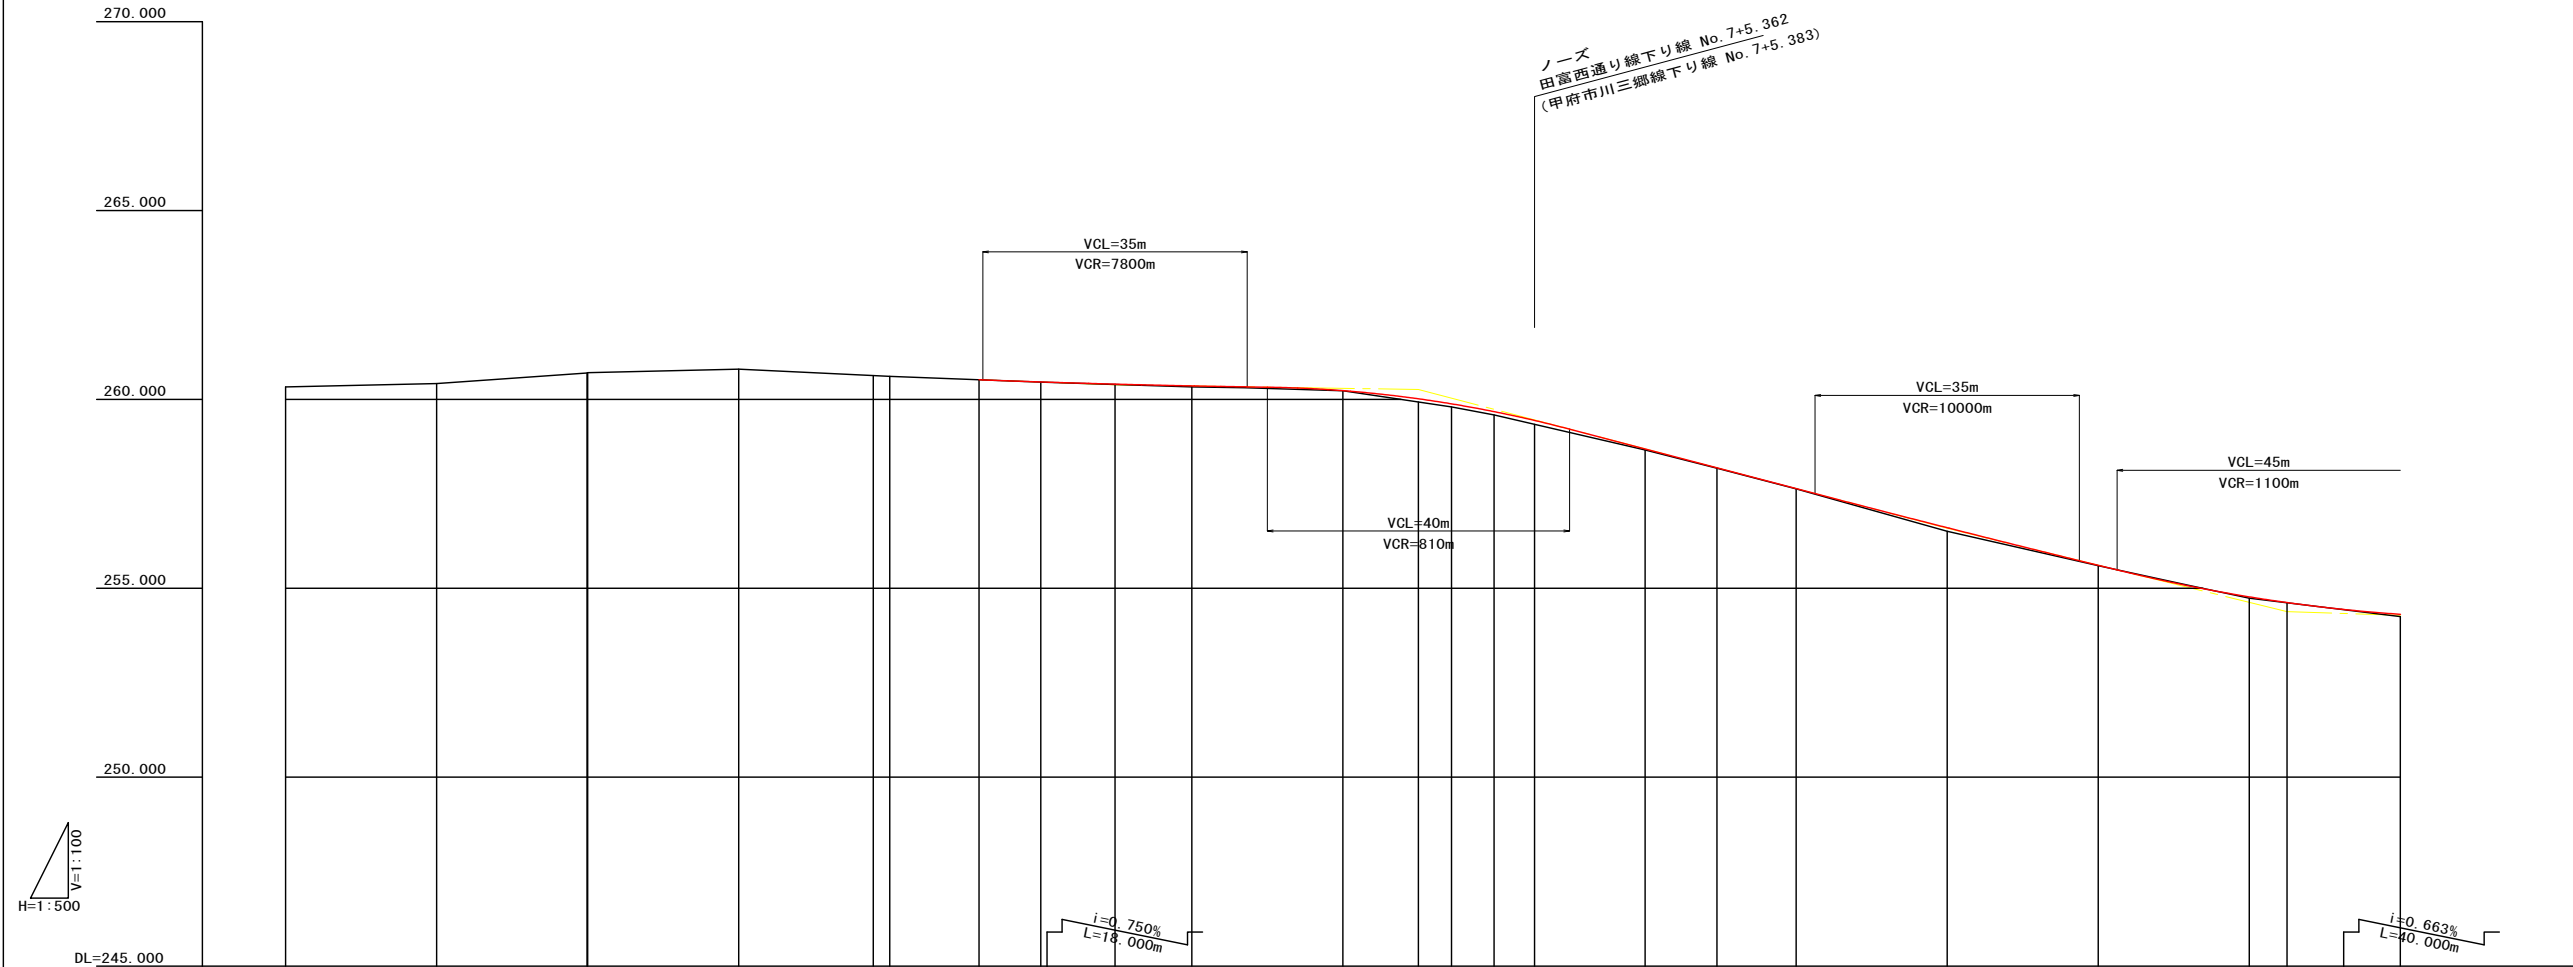 270.000
ノーズ
田富西通り線下り線 No.7+5.362
(甲府市川三郷線下り線 No.7+5.383)
265.000
VCL=35m
VCR=7800m
260.000
VCL=35m
VCR=10000m
VCL=45m
VCR=1100m
VCL=40m
VCR=810m
255.000
250.000
V=1:100
H=1:500
i=0.750%
L=18.000m
i=0.663%
L=40.000m
DL=245.000